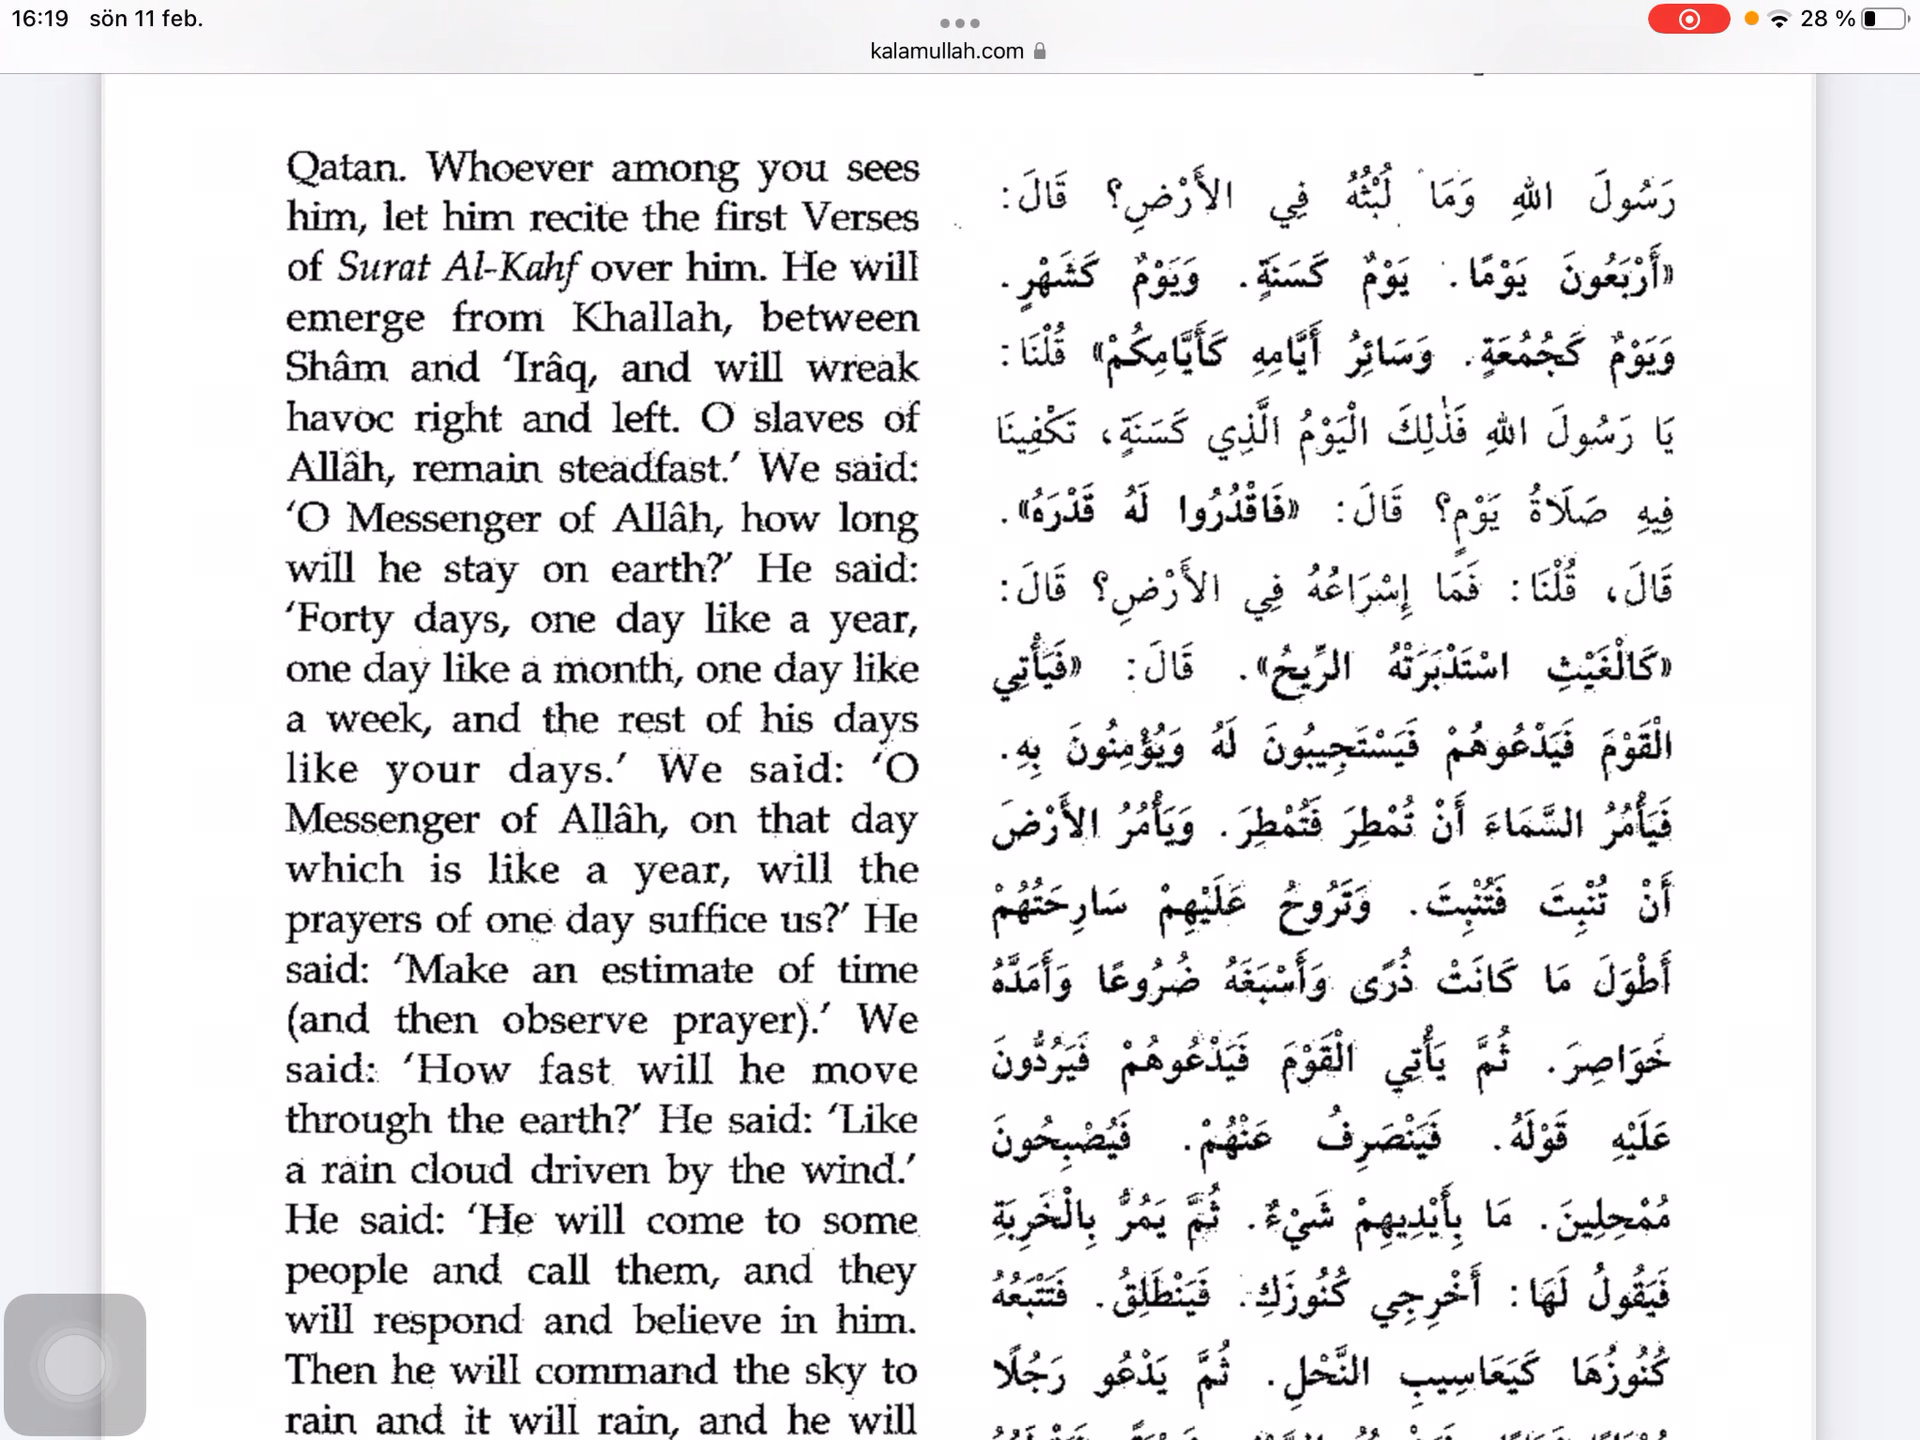 16:19 sön 11 feb.
28 %
kalamullah.com
Qatan. Whoever among you sees
him, let him recite the first Verses
of Surat Al-Kahf over him. He will
emerge from Khallah, between
Shâm and ‘Irâq, and will wreak
havoc right and left. O slaves of
Allâh, remain steadfast.’ We said:
‘O Messenger of Allâh, how long
will he stay on earth?’ He said:
‘Forty days, one day like a year,
one day like a month, one day like
a week, and the rest of his days
like your days.’ We said: ‘O
Messenger of Allâh, on that day
which is like a year, will the
prayers of one day suffice us?’ He
said: ‘Make an estimate of time
(and then observe prayer).’ We
said: ‘How fast will he move
through the earth?’ He said: ‘Like
a rain cloud driven by the wind.’
He said: ‘He will come to some
people and call them, and they
will respond and believe in him.
Then he will command the sky to
rain and it will rain, and he will
رَسُولَ اللهِ وَمَا لُبْثُهُ فِي الأَرْضِ؟ قَالَ:
«أَرْبَعُونَ يَوْمًا. يَوْمٌ كَسَنَةٍ. وَيَوْمٌ كَشَهْرٍ.
وَيَوْمٌ كَجُمُعَةٍ. وَسَائِرُ أَيَّامِهِ كَأَيَّامِكُمْ» قُلْنَا:
يَا رَسُولَ اللهِ فَذٰلِكَ الْيَوْمُ الَّذِي كَسَنَةٍ، تَكْفِينَا
فِيهِ صَلَاةُ يَوْمٍ؟ قَالَ: «فَاقْدُرُوا لَهُ قَدْرَهُ».
قَالَ، قُلْنَا: فَمَا إِسْرَاعُهُ فِي الأَرْضِ؟ قَالَ:
«كَالْغَيْثِ اسْتَدْبَرَتْهُ الرِّيحُ». قَالَ: «فَيَأْتِي
الْقَوْمَ فَيَدْعُوهُمْ فَيَسْتَجِيبُونَ لَهُ وَيُؤْمِنُونَ بِهِ.
فَيَأْمُرُ السَّمَاءَ أَنْ تُمْطِرَ فَتُمْطِرَ. وَيَأْمُرُ الأَرْضَ
أَنْ تُنْبِتَ فَتُنْبِتَ. وَتَرُوحُ عَلَيْهِمْ سَارِحَتُهُمْ
أَطْوَلَ مَا كَانَتْ ذُرًى وَأَسْبَغَهُ ضُرُوعًا وَأَمَدَّهُ
خَوَاصِرَ. ثُمَّ يَأْتِي الْقَوْمَ فَيَدْعُوهُمْ فَيَرُدُّونَ
عَلَيْهِ قَوْلَهُ. فَيَنْصَرِفُ عَنْهُمْ. فَيُصْبِحُونَ
مُمْحِلِينَ. مَا بِأَيْدِيهِمْ شَيْءٌ. ثُمَّ يَمُرُّ بِالْخَرِبَةِ
فَيَقُولُ لَهَا: أَخْرِجِي كُنُوزَكِ. فَيَنْطَلِقُ. فَتَتْبَعُهُ
كُنُوزُهَا كَيَعَاسِيبِ النَّحْلِ. ثُمَّ يَدْعُو رَجُلًا